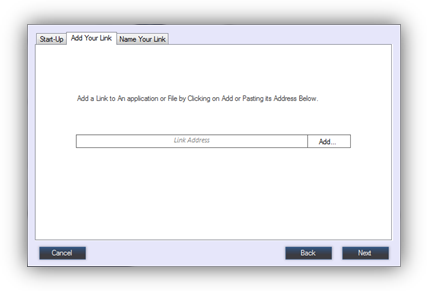 Start-Up Add Your Link Name Your Link
Add a Link to An application or File by Clicking on Add or Pasting its Address Below.
Link Address Add...
Cancel Back Next